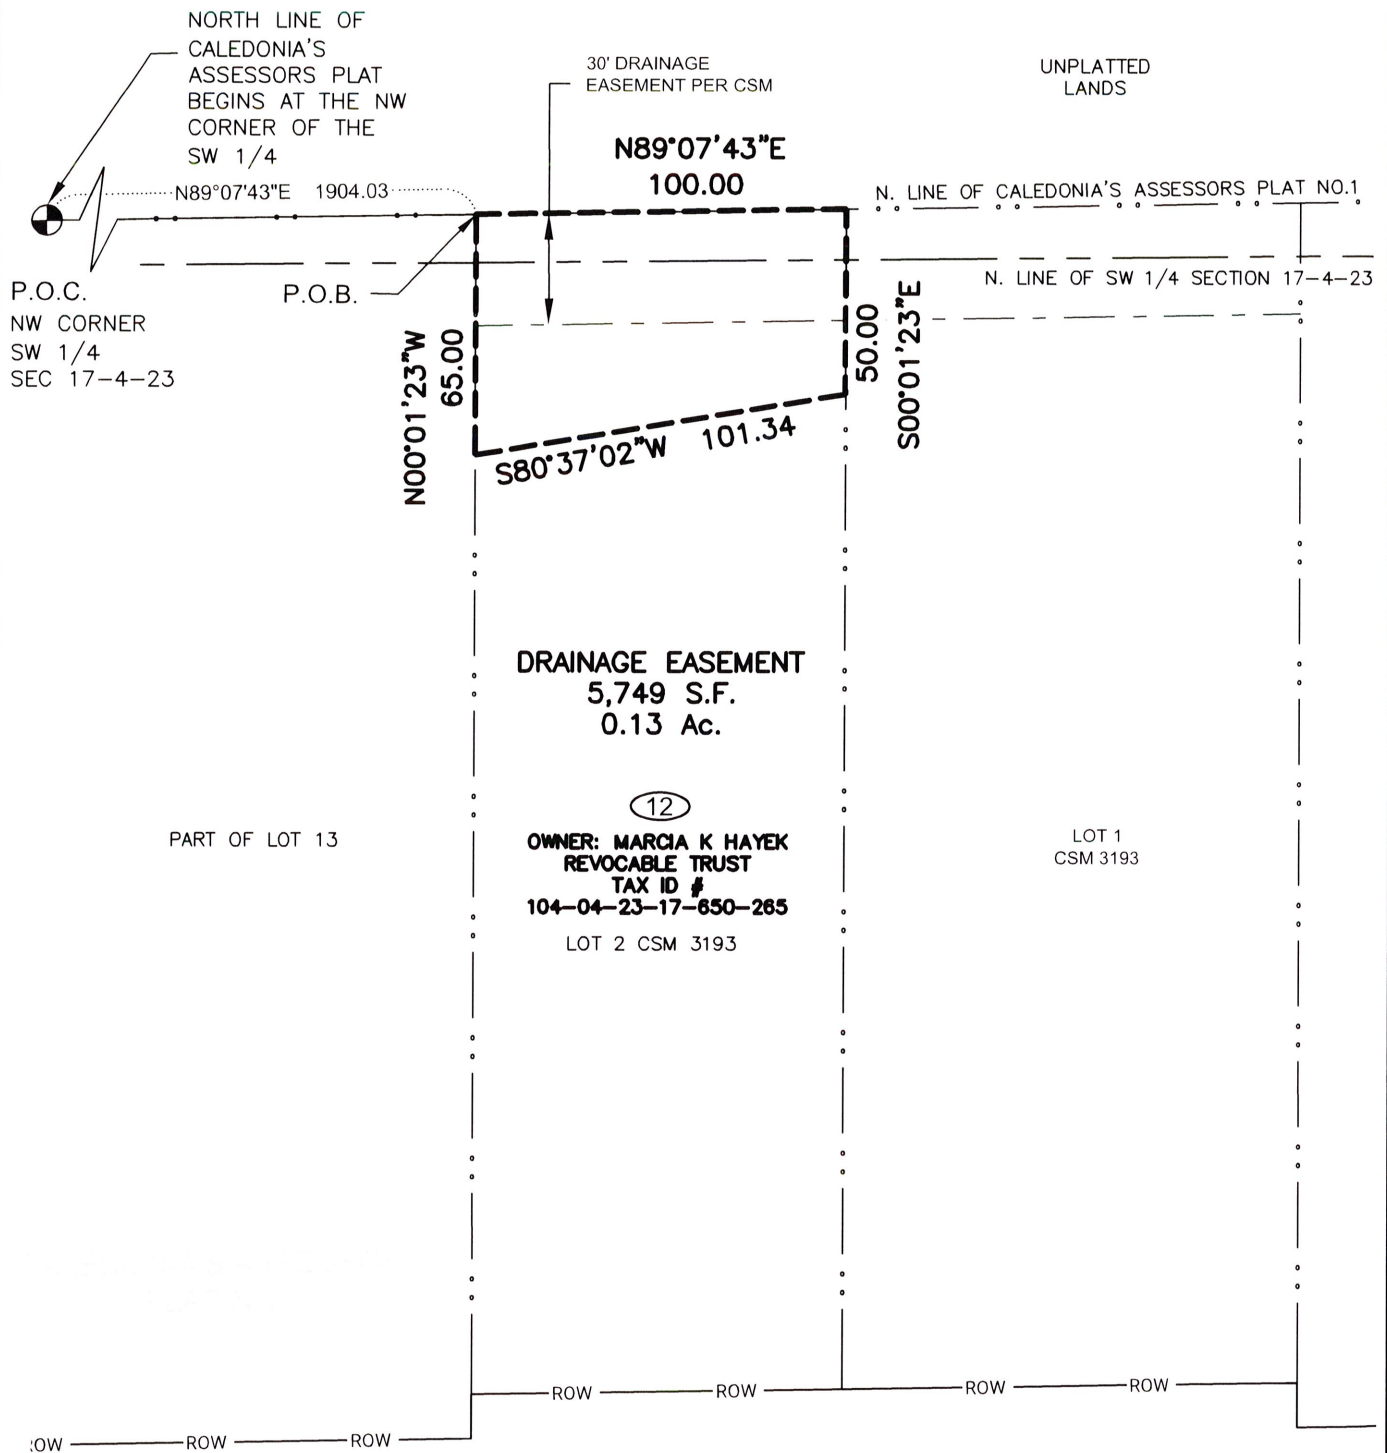 NORTH LINE OF
CALEDONIA'S
ASSESSORS PLAT
BEGINS AT THE NW
CORNER OF THE
SW 1/4
30' DRAINAGE
EASEMENT PER CSM
UNPLATTED
LANDS
N89°07'43"E
100.00
N89°07'43"E 1904.03
N. LINE OF CALEDONIA'S ASSESSORS PLAT NO.1
N. LINE OF SW 1/4 SECTION 17-4-23
P.O.C.
NW CORNER
SW 1/4
SEC 17-4-23
P.O.B.
N00°01'23"W
65.00
50.00
S00°01'23"E
S80°37'02"W 101.34
DRAINAGE EASEMENT
5,749 S.F.
0.13 Ac.
12
OWNER: MARCIA K HAYEK
REVOCABLE TRUST
TAX ID #
104-04-23-17-650-265
LOT 2 CSM 3193
PART OF LOT 13
LOT 1
CSM 3193
ROW ROW ROW ROW
ROW ROW ROW